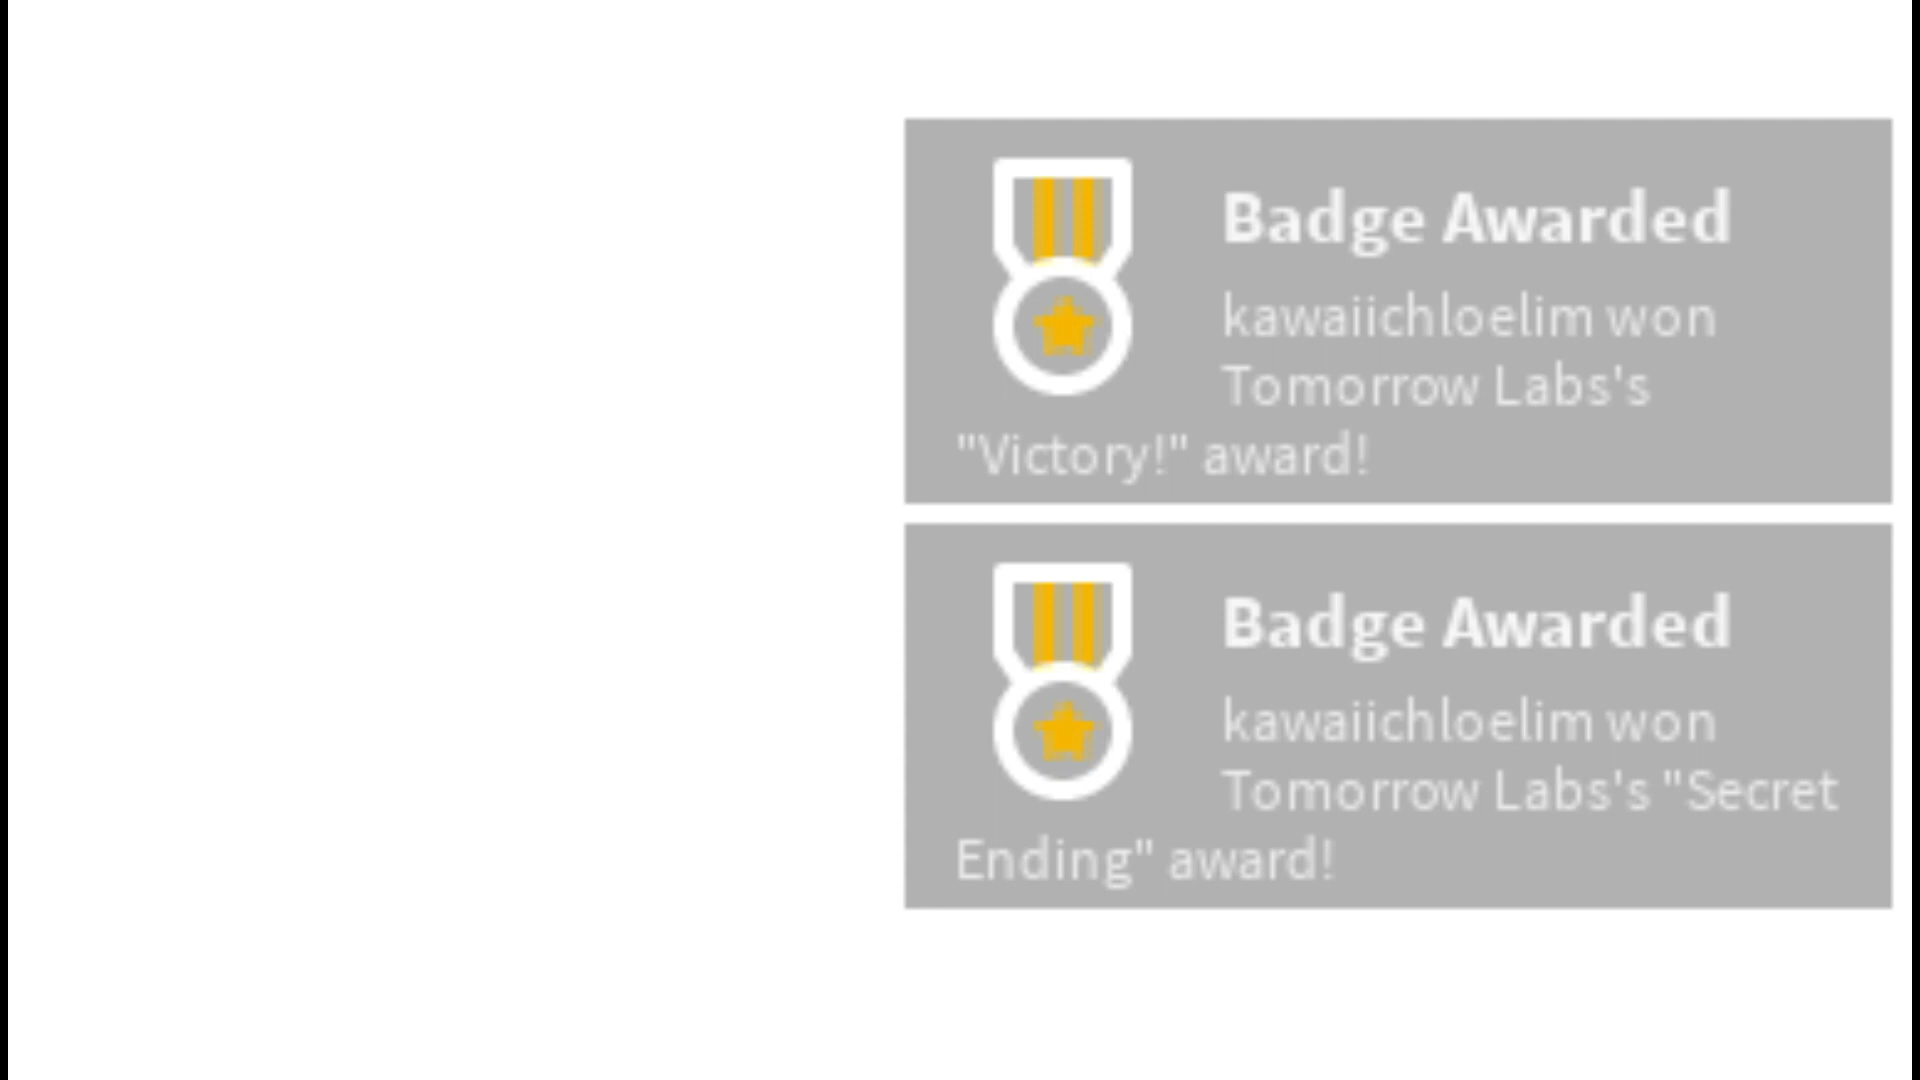 Badge Awarded
kawaiichloelim won
Tomorrow Labs's
"Victory!" award!
Badge Awarded
kawaiichloelim won
Tomorrow Labs's "Secret
Ending" award!